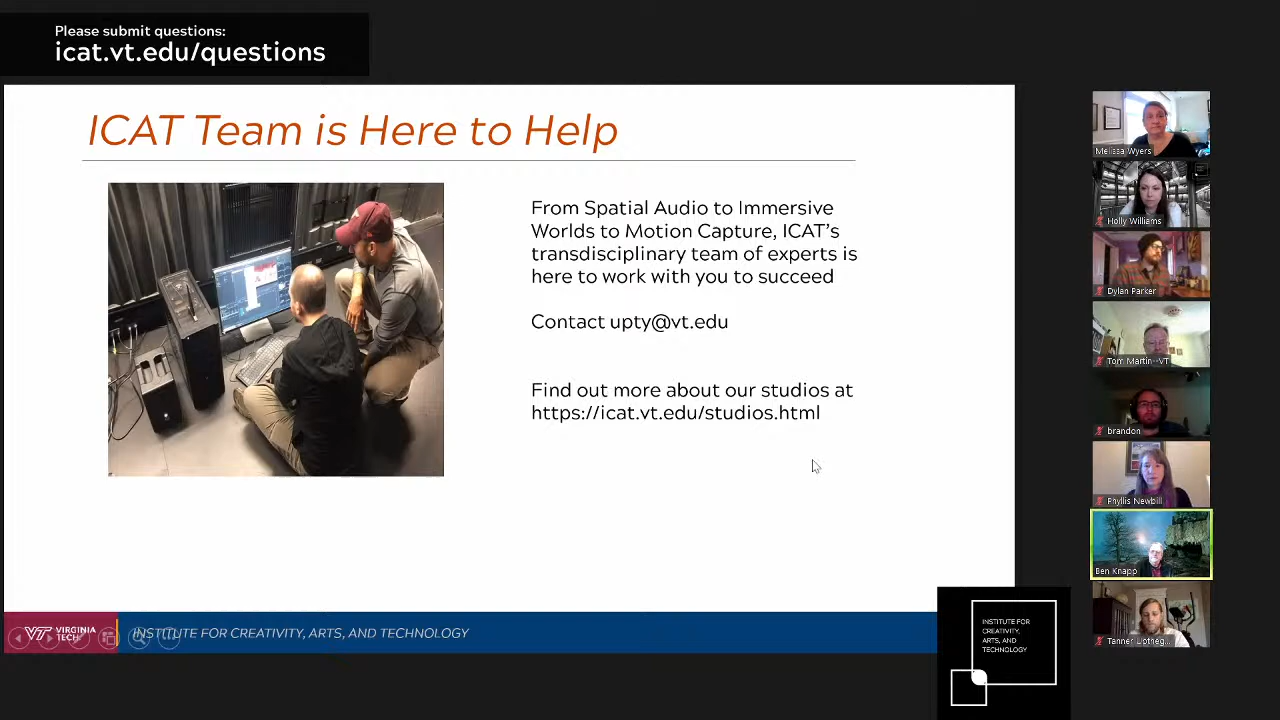 Please submit questions:
icat.vt.edu/questions
ICAT Team is Here to Help
From Spatial Audio to Immersive
Worlds to Motion Capture, ICAT's
transdisciplinary team of experts is
here to work with you to succeed
Contact upty@vt.edu
Find out more about our studios at
https://icat.vt.edu/studios.html
VT VIRGINIA
TECH
INSTITUTE FOR CREATIVITY, ARTS, AND TECHNOLOGY
INSTITUTE FOR
CREATIVITY,
ARTS, AND
TECHNOLOGY
Melissa Wyers
Holly Williams
Dylan Parker
Tom Martin--VT
brandon
Phyllis Newbill
Ben Knapp
Tanner